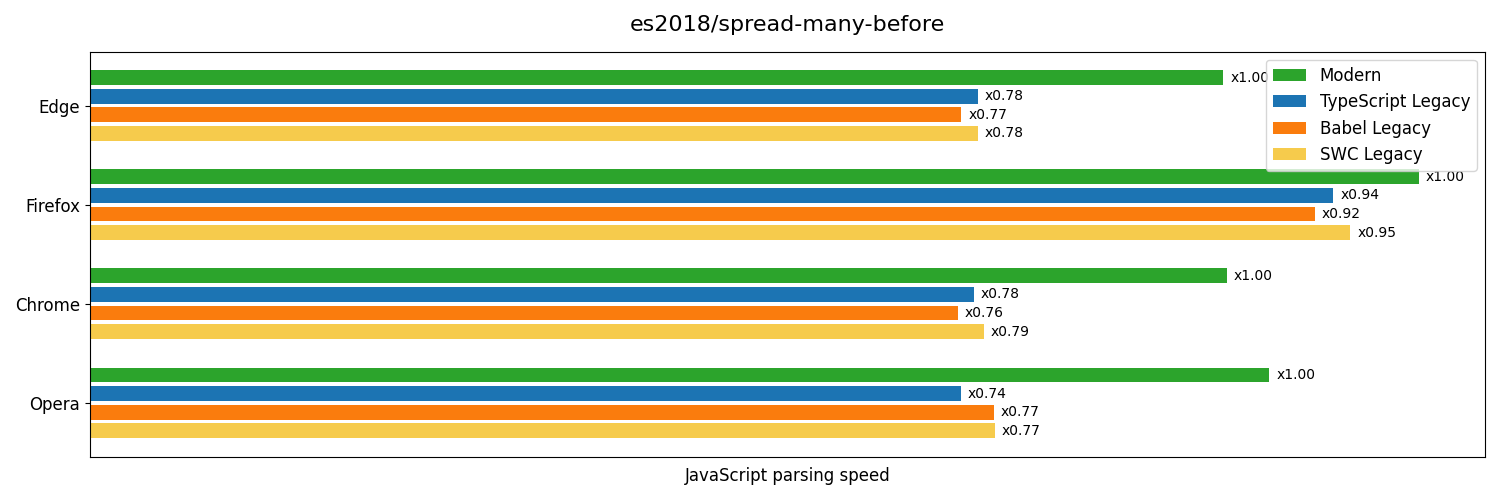 es2018/spread-many-before
Edge
x1.00
x0.78
x0.77
x0.78
Modern
TypeScript Legacy
Babel Legacy
SWC Legacy
Firefox
x1.00
x0.94
x0.92
x0.95
Chrome
x1.00
x0.78
x0.76
x0.79
Opera
x1.00
x0.74
x0.77
x0.77
JavaScript parsing speed